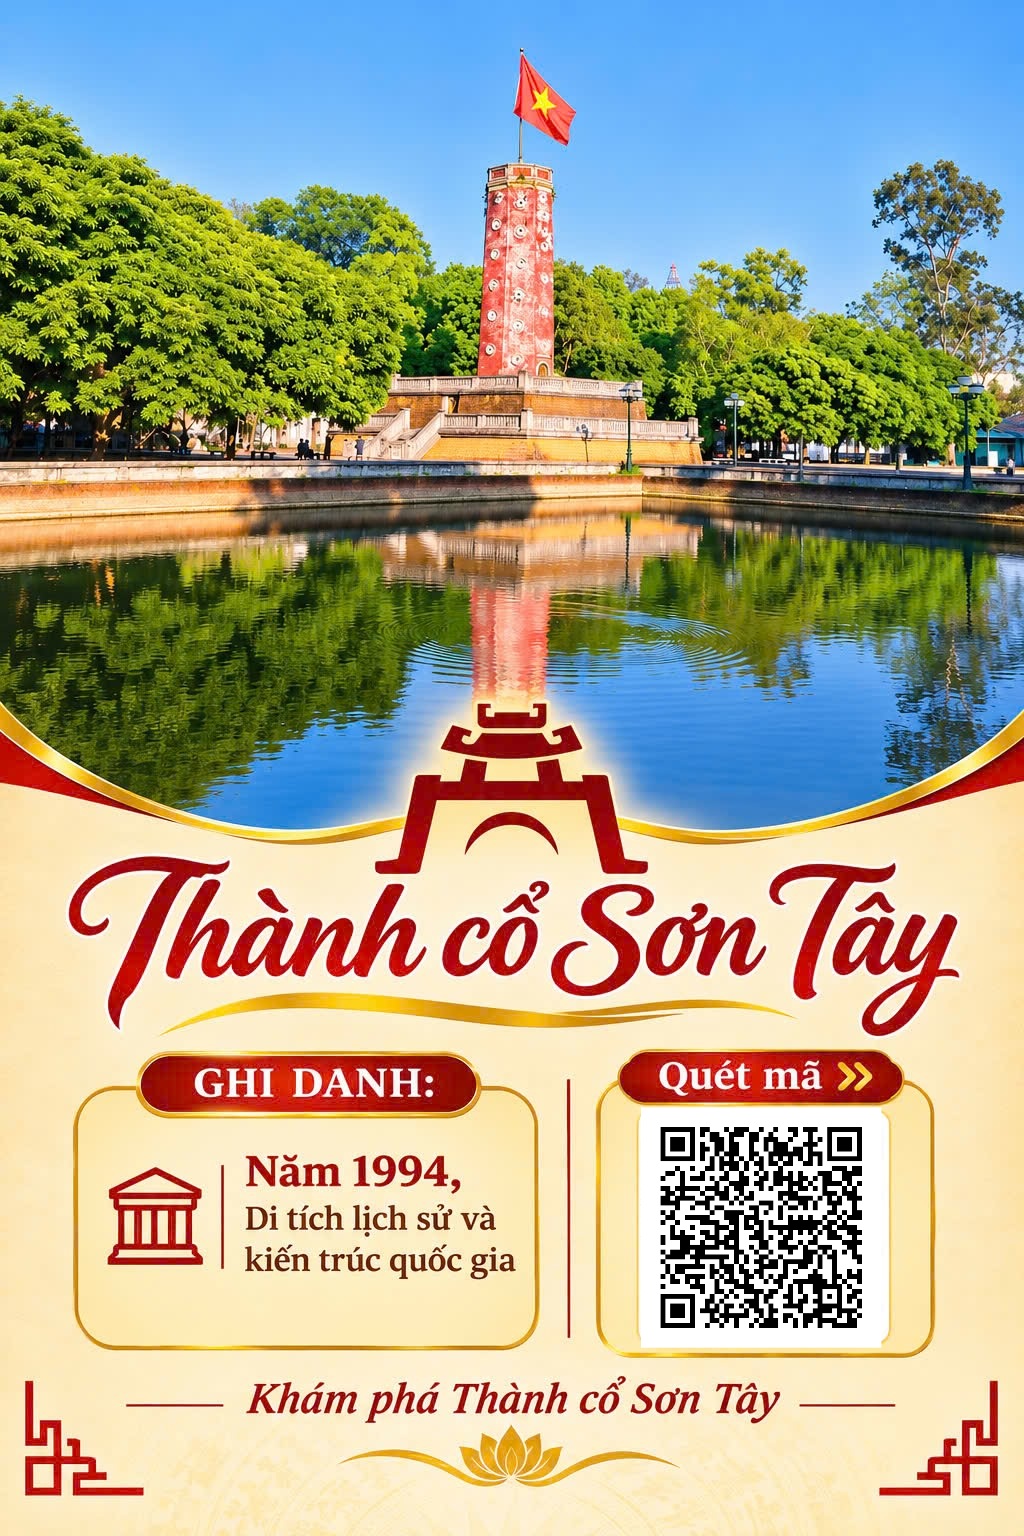 Thành cổ Sơn Tây
GHI DANH:
Năm 1994,
Di tích lịch sử và
kiến trúc quốc gia
Quét mã
Khám phá Thành cổ Sơn Tây